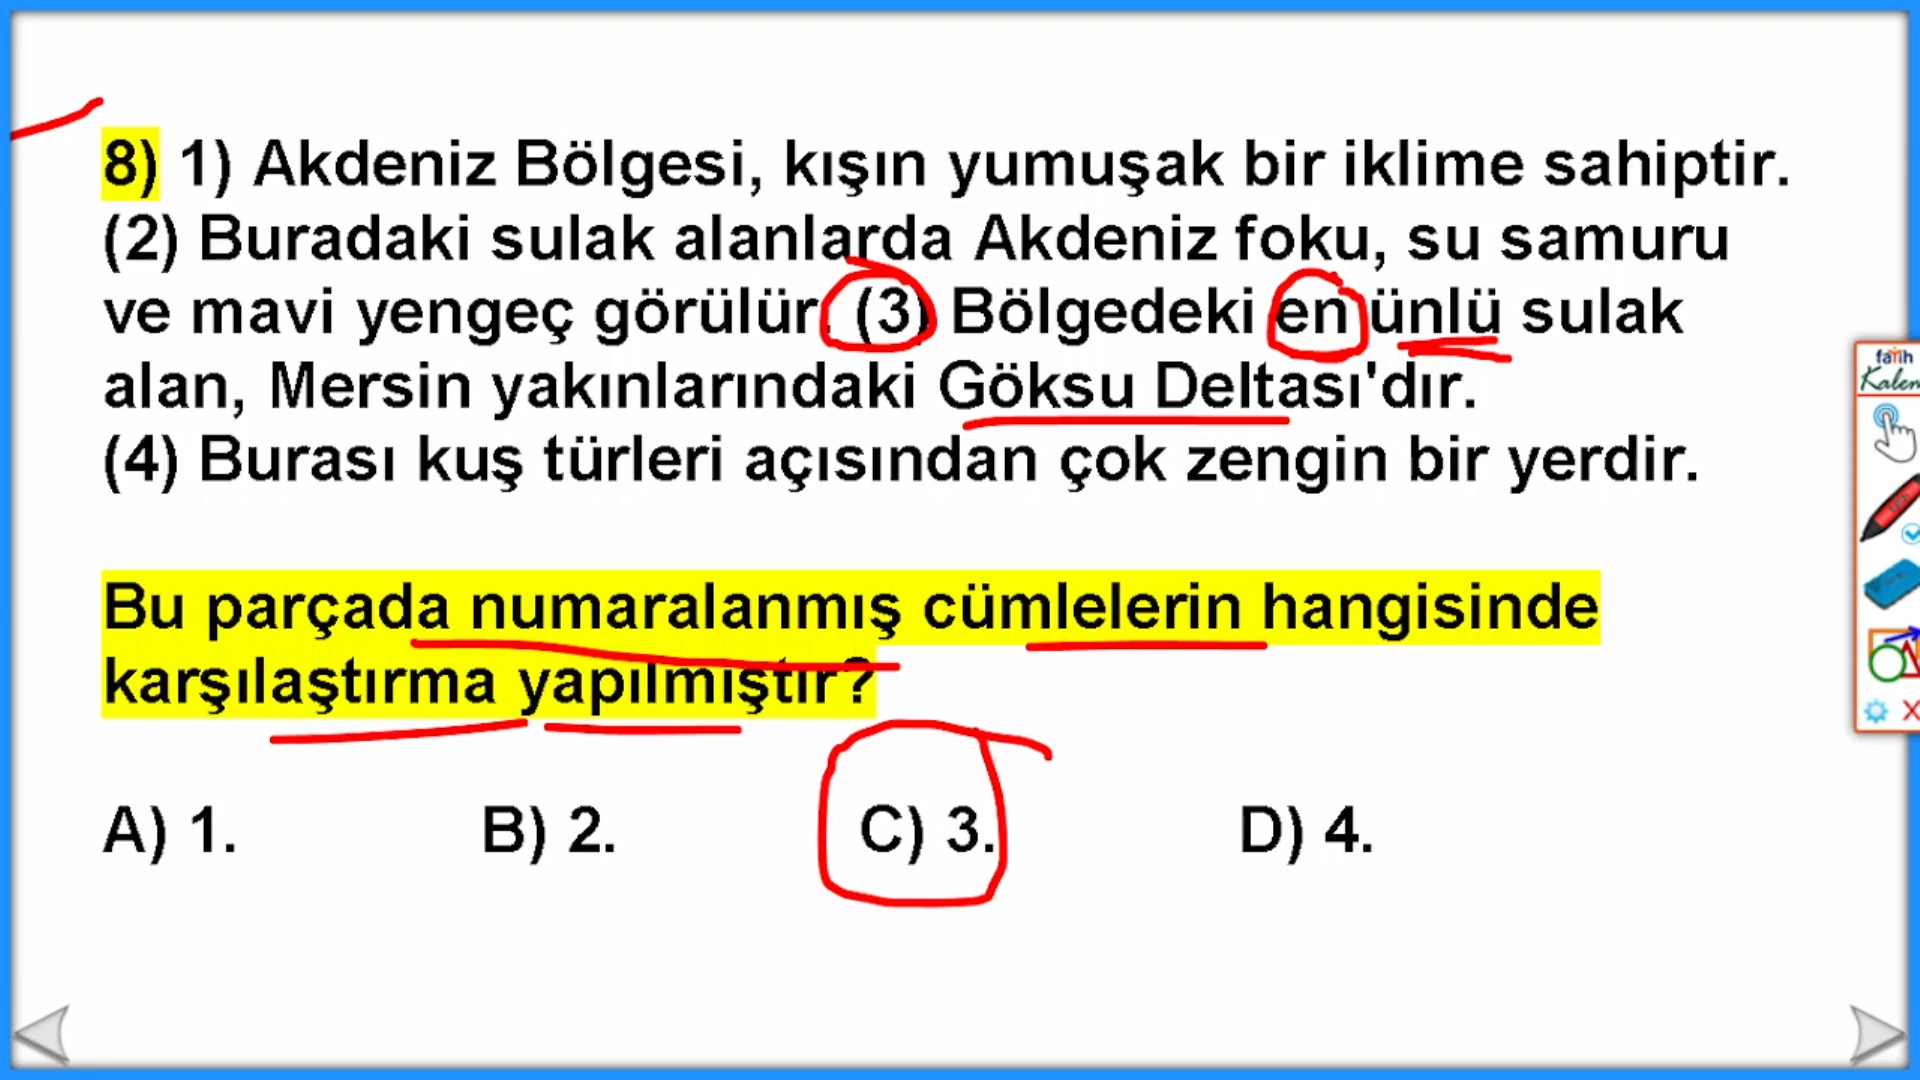 8) 1) Akdeniz Bölgesi, kışın yumuşak bir iklime sahiptir.
(2) Buradaki sulak alanlarda Akdeniz foku, su samuru
ve mavi yengeç görülür. (3) Bölgedeki en ünlü sulak
alan, Mersin yakınlarındaki Göksu Deltası'dır.
(4) Burası kuş türleri açısından çok zengin bir yerdir.
Bu parçada numaralanmış cümlelerin hangisinde
karşılaştırma yapılmıştır?
A) 1. B) 2. C) 3. D) 4.
fatih
Kalem